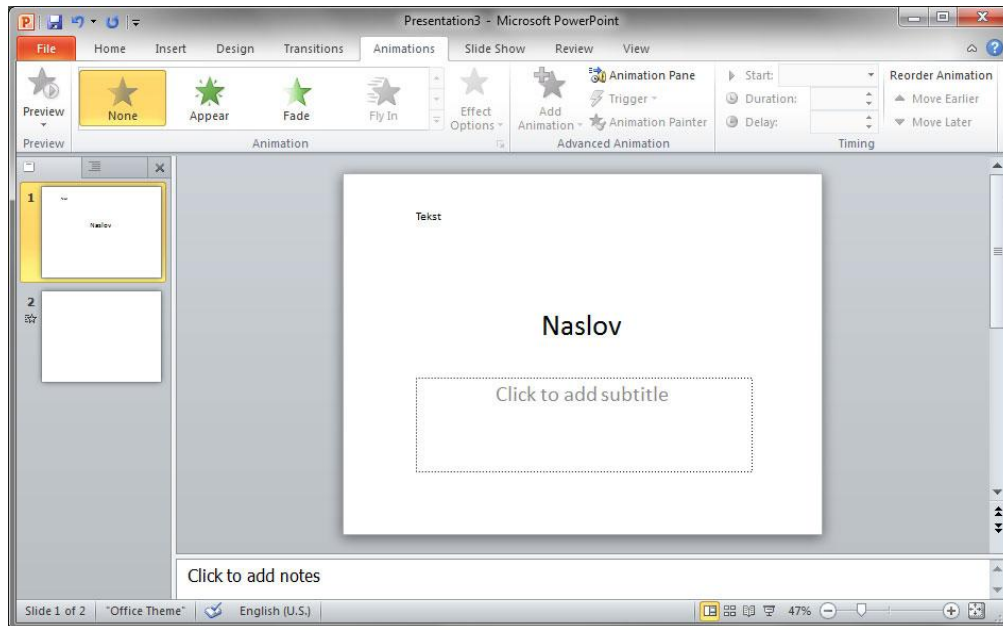 Presentation3 - Microsoft PowerPoint
File Home Insert Design Transitions Animations Slide Show Review View
Preview
None
Appear
Fade
Fly In
Effect Options
Add Animation
Animation Pane
Trigger
Animation Painter
Start:
Duration:
Delay:
Reorder Animation
Move Earlier
Move Later
Preview Animation Advanced Animation Timing
1
Naslov
2
Tekst
Naslov
Click to add subtitle
Click to add notes
Slide 1 of 2 "Office Theme" English (U.S.) 47%